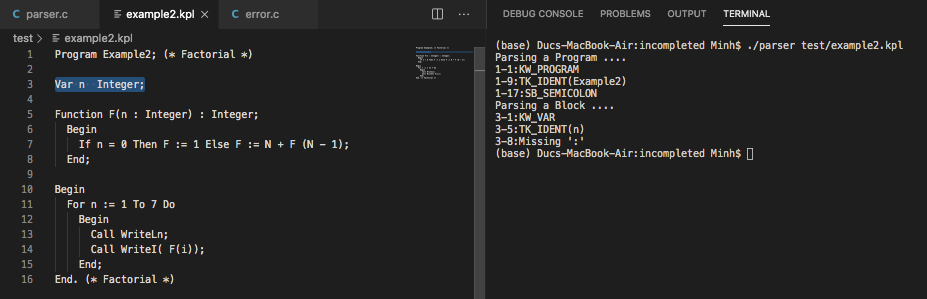 C parser.c
example2.kpl ×
C error.c
...
test > example2.kpl
1 Program Example2; (* Factorial *)
2
3 Var n  Integer;
4
5 Function F(n : Integer) : Integer;
6 Begin
7 If n = 0 Then F := 1 Else F := N * F (N - 1);
8 End;
9
10 Begin
11 For n := 1 To 7 Do
12 Begin
13 Call WriteLn;
14 Call WriteI( F(i));
15 End;
16 End. (* Factorial *)
DEBUG CONSOLE PROBLEMS OUTPUT TERMINAL
(base) Ducs-MacBook-Air:incompleted Minh$ ./parser test/example2.kpl
Parsing a Program ....
1-1:KW_PROGRAM
1-9:TK_IDENT(Example2)
1-17:SB_SEMICOLON
Parsing a Block ....
3-1:KW_VAR
3-5:TK_IDENT(n)
3-8:Missing ':'
(base) Ducs-MacBook-Air:incompleted Minh$